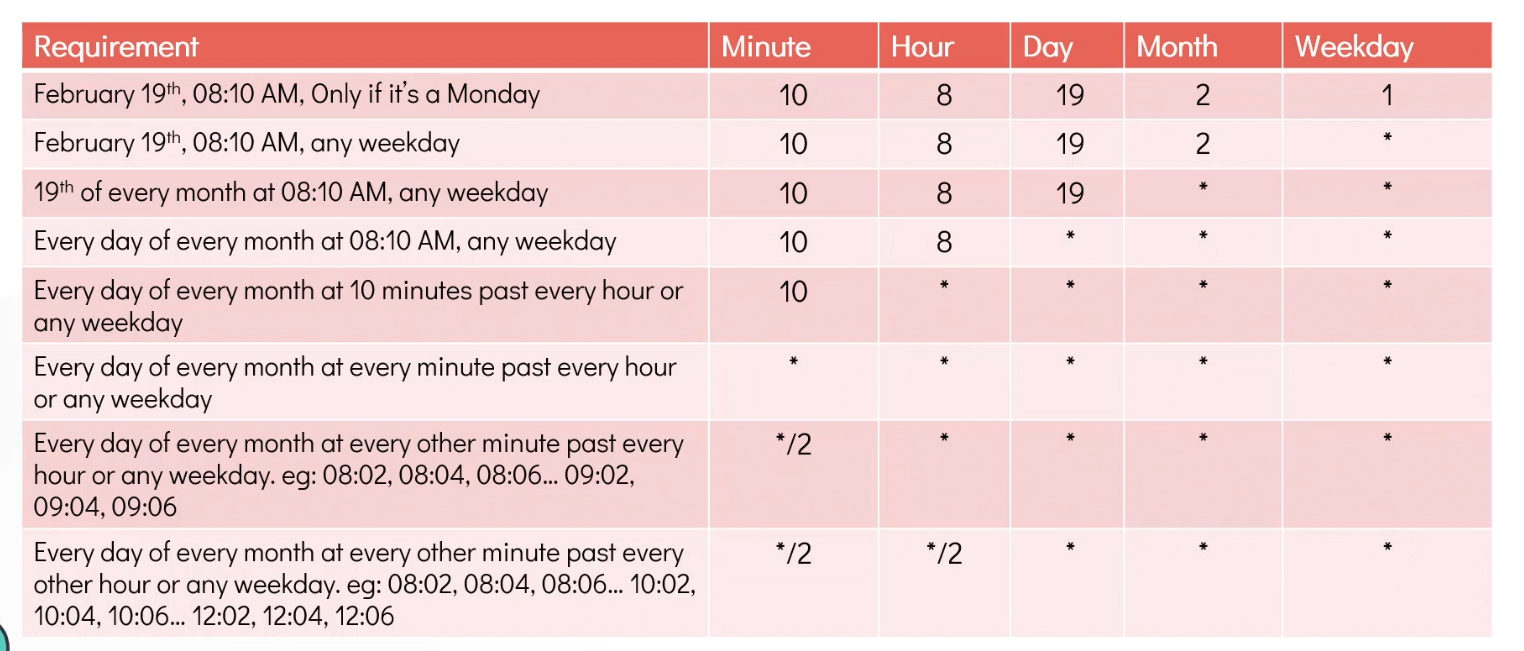 Requirement Minute Hour Day Month Weekday
February 19th, 08:10 AM, Only if it's a Monday 10 8 19 2 1
February 19th, 08:10 AM, any weekday 10 8 19 2 *
19th of every month at 08:10 AM, any weekday 10 8 19 * *
Every day of every month at 08:10 AM, any weekday 10 8 * * *
Every day of every month at 10 minutes past every hour or 10 * * * *
any weekday
Every day of every month at every minute past every hour * * * * *
or any weekday
Every day of every month at every other minute past every */2 * * * *
hour or any weekday. eg: 08:02, 08:04, 08:06... 09:02,
09:04, 09:06
Every day of every month at every other minute past every */2 */2 * * *
other hour or any weekday. eg: 08:02, 08:04, 08:06... 10:02,
10:04, 10:06... 12:02, 12:04, 12:06